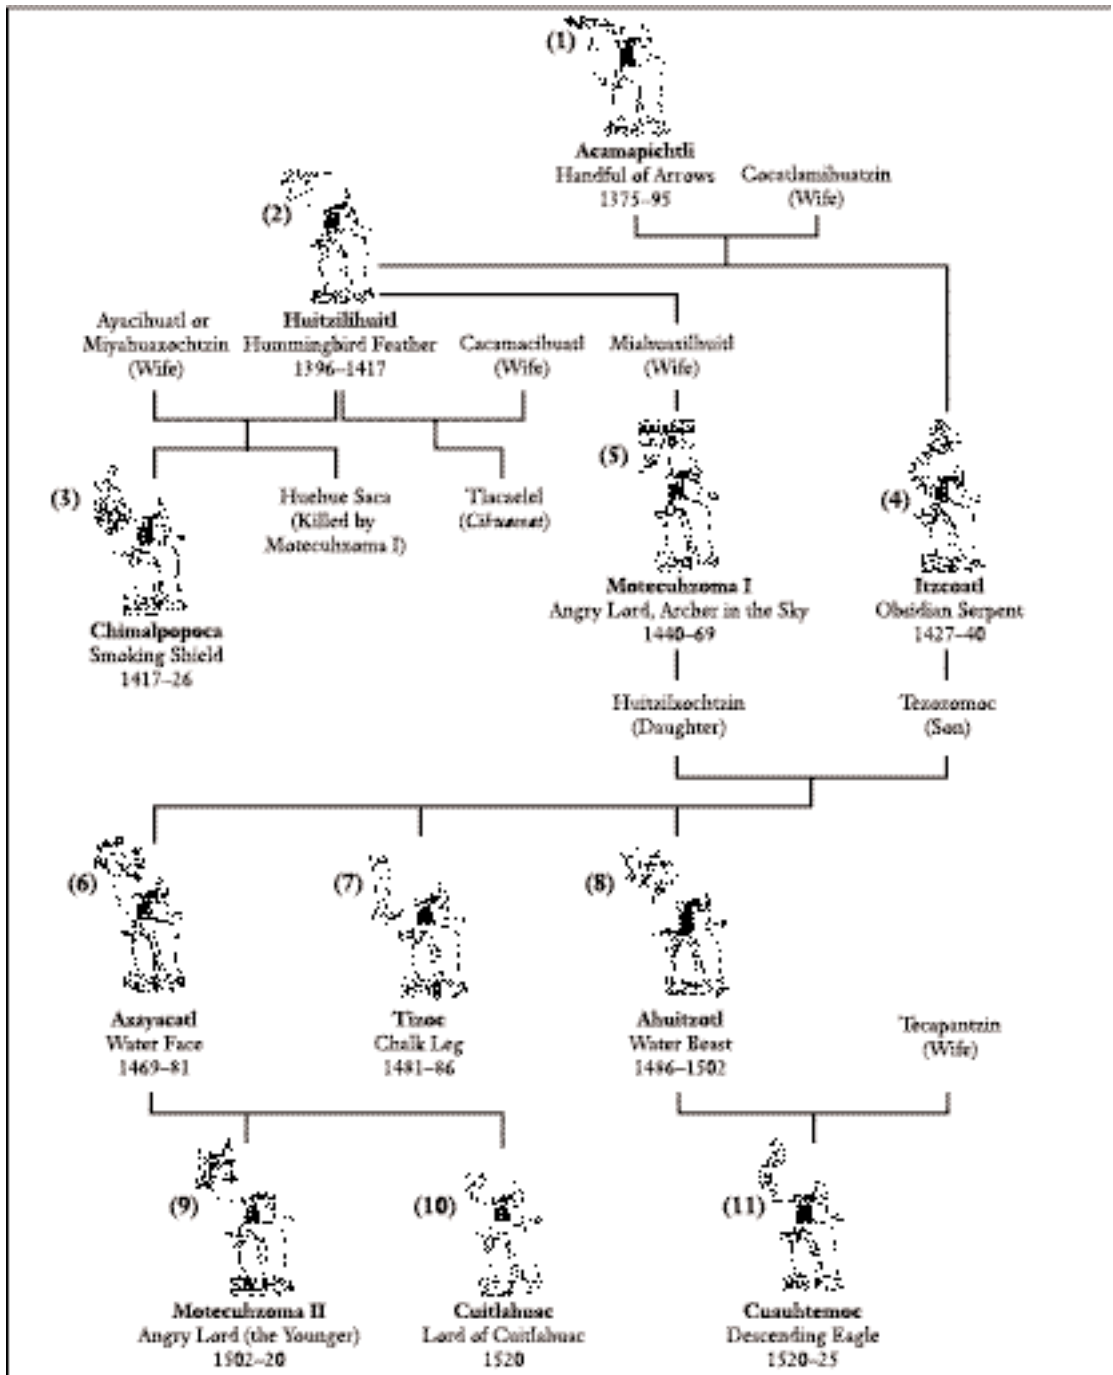 (1)
Acamapichtli
Handful of Arrows
1375–95
Cocatlamihuatzin
(Wife)
(2)
Huitzilihuitl
Hummingbird Feather
1396–1417
Ayacihuatl or
Miyahuaxochtzin
(Wife)
Cacamacihuatl
(Wife)
Miahuaxilhuitl
(Wife)
(3)
Chimalpopoca
Smoking Shield
1417–26
Huehue Saca
(Killed by
Motecuhzoma I)
Tlacaelel
(Cihuacoat)
(5)
Motecuhzoma I
Angry Lord, Archer in the Sky
1440–69
(4)
Itzcoatl
Obsidian Serpent
1427–40
Huitzilxochtzin
(Daughter)
Tezozomoc
(Son)
(6)
Axayacatl
Water Face
1469–81
(7)
Tizoc
Chalk Leg
1481–86
(8)
Ahuitzotl
Water Beast
1486–1502
Tecapantzin
(Wife)
(9)
Motecuhzoma II
Angry Lord (the Younger)
1502–20
(10)
Cuitlahuac
Lord of Cuitlahuac
1520
(11)
Cuauhtemoc
Descending Eagle
1520–25